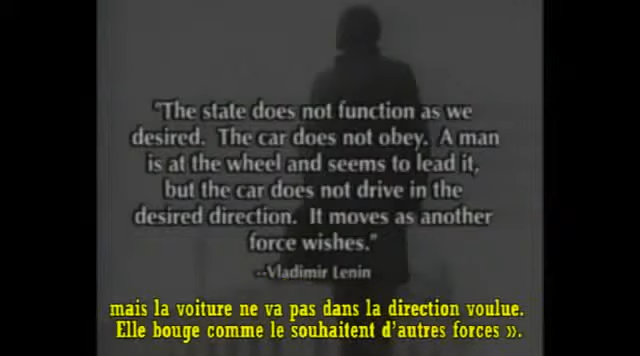 "The state does not function as we
desired. The car does not obey. A man
is at the wheel and seems to lead it,
but the car does not drive in the
desired direction. It moves as another
force wishes."
--Vladimir Lenin
mais la voiture ne va pas dans la direction voulue.
Elle bouge comme le souhaitent d'autres forces ».